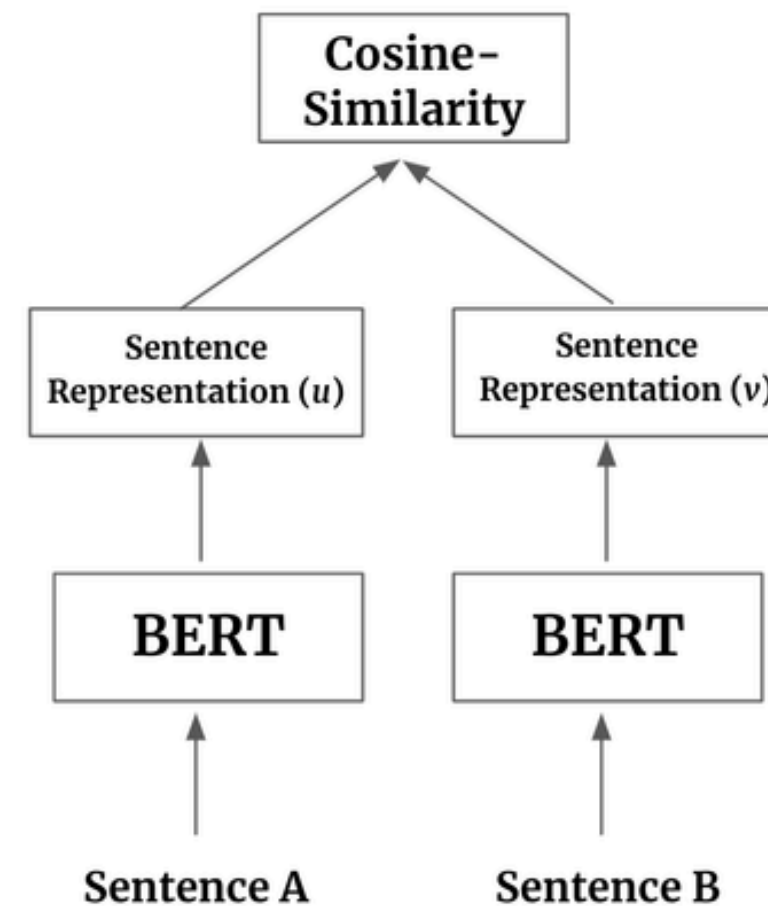 Cosine-
Similarity
Sentence
Representation (u)
Sentence
Representation (v)
BERT
BERT
Sentence A
Sentence B